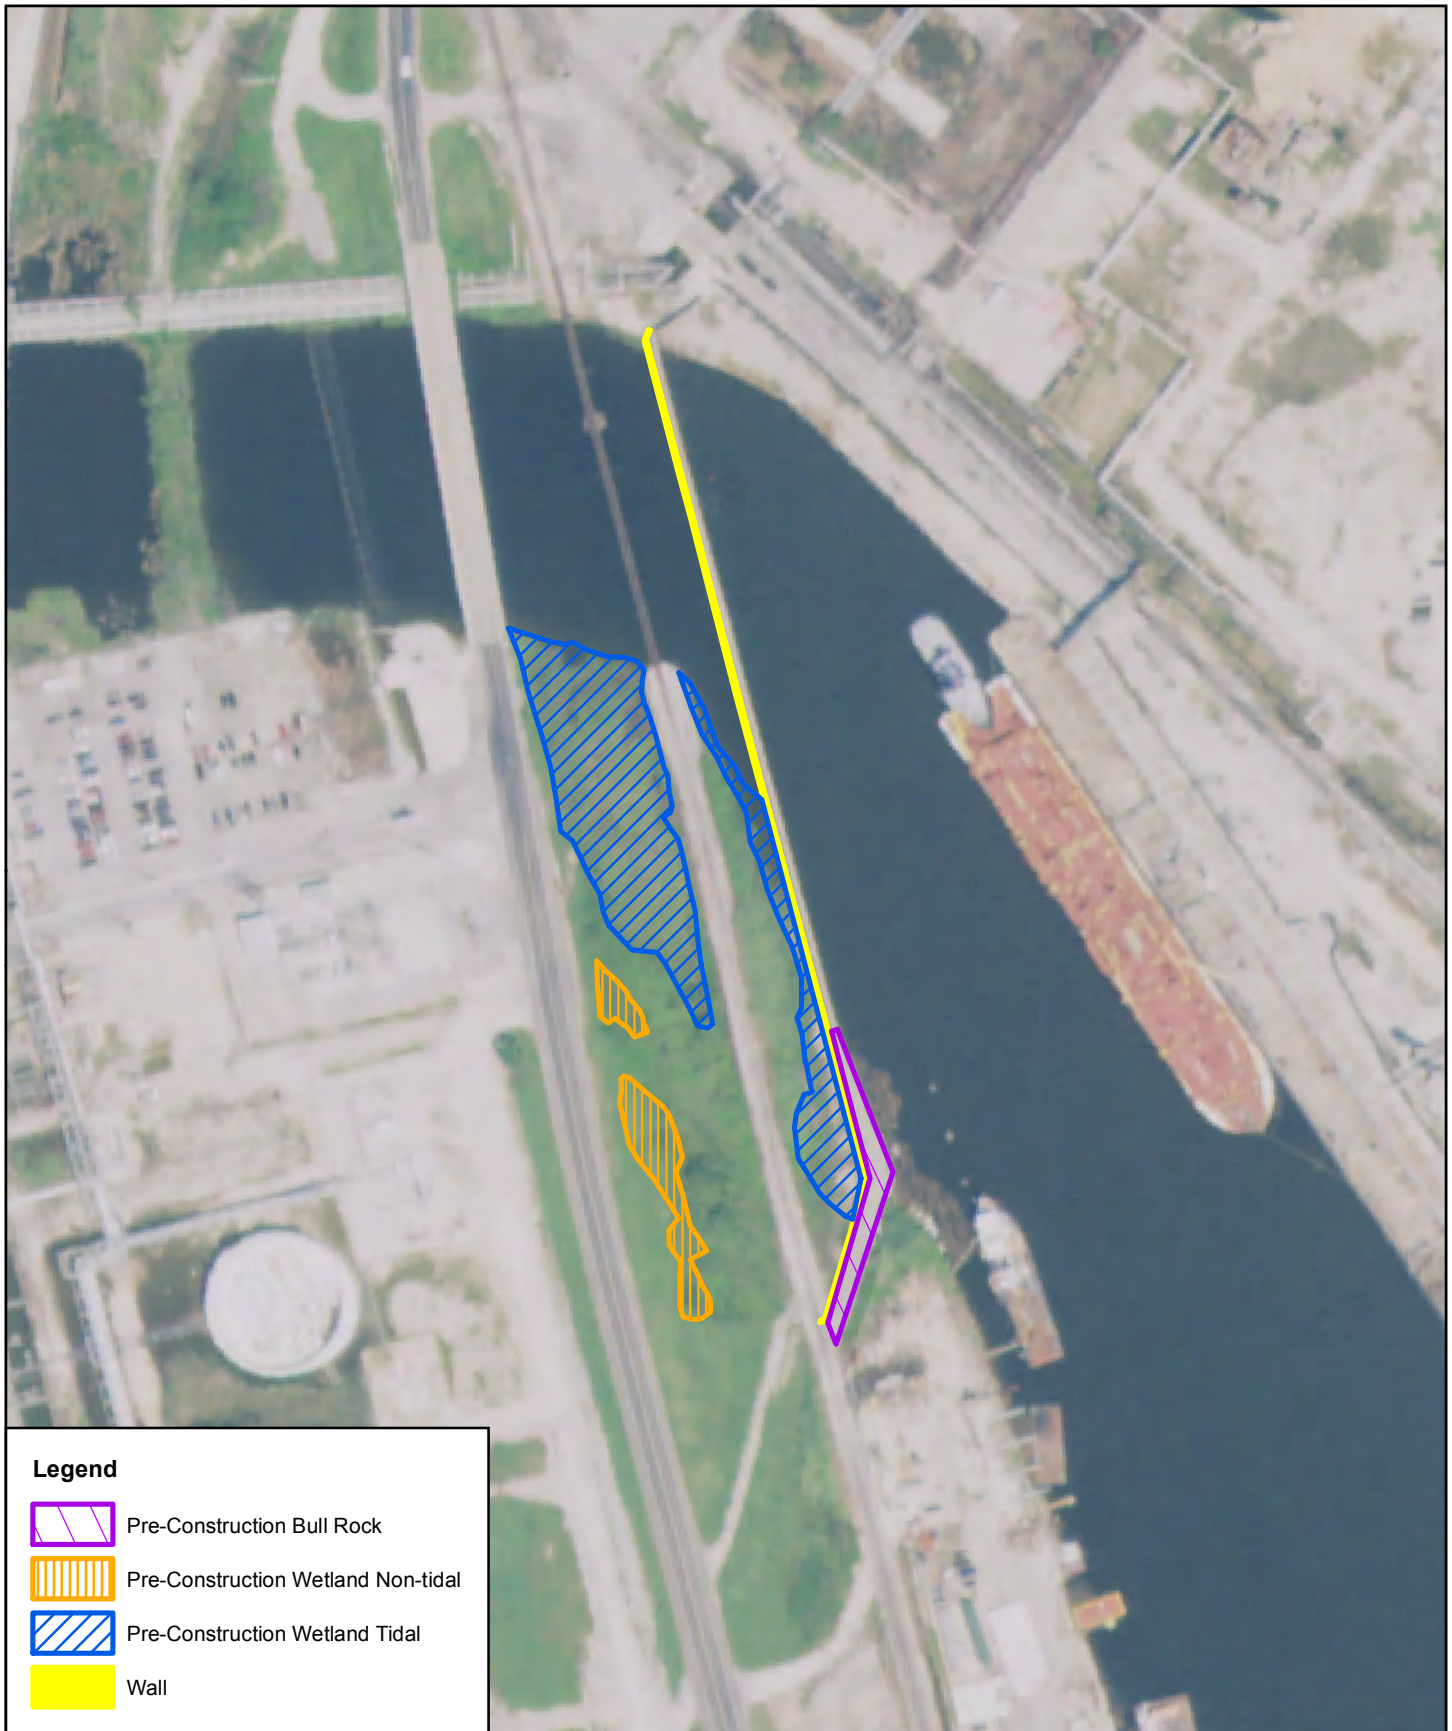 Legend
Pre-Construction Bull Rock
Pre-Construction Wetland Non-tidal
Pre-Construction Wetland Tidal
Wall